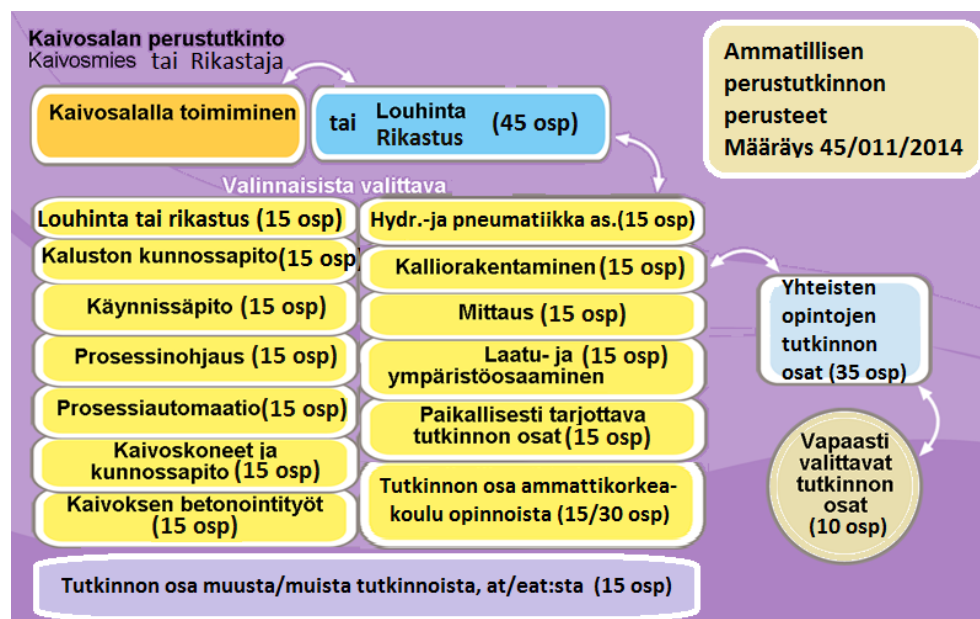 Kaivosalan perustutkinto
Kaivosmies tai Rikastaja
Kaivosalalla toimiminen
tai Louhinta (45 osp)
Rikastus
Ammatillisen
perustutkinnon
perusteet
Määräys 45/011/2014
Valinnaisista valittava
Louhinta tai rikastus (15 osp)
Kaluston kunnossapito (15 osp
Käynnissäpito (15 osp)
Prosessinohjaus (15 osp)
Prosessiautomaatio(15 osp)
Kaivoskoneet ja
kunnossapito (15 osp)
Kaivoksen betonointityöt
(15 osp)
Hydr.-ja pneumatiikka as.(15 osp)
Kalliorakentaminen (15 osp)
Mittaus (15 osp)
Laatu- ja (15 osp)
ympäristöosaaminen
Paikallisesti tarjottava
tutkinnon osat (15 osp)
Tutkinnon osa ammattikorkea-
koulu opinnoista (15/30 osp)
Yhteisten
opintojen
tutkinnon
osat (35 osp)
Vapaasti
valittavat
tutkinnon
osat
(10 osp)
Tutkinnon osa muusta/muista tutkinnoista, at/eat:sta (15 osp)